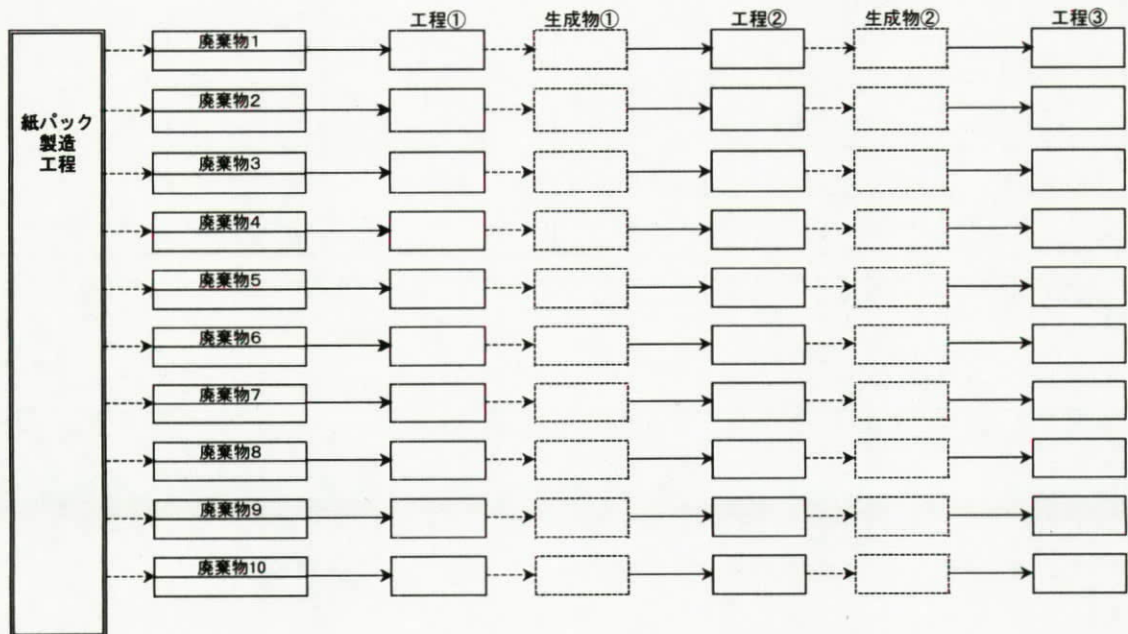 工程① 生成物① 工程② 生成物② 工程③
紙パック
製造
工程
廃棄物1
廃棄物2
廃棄物3
廃棄物4
廃棄物5
廃棄物6
廃棄物7
廃棄物8
廃棄物9
廃棄物10